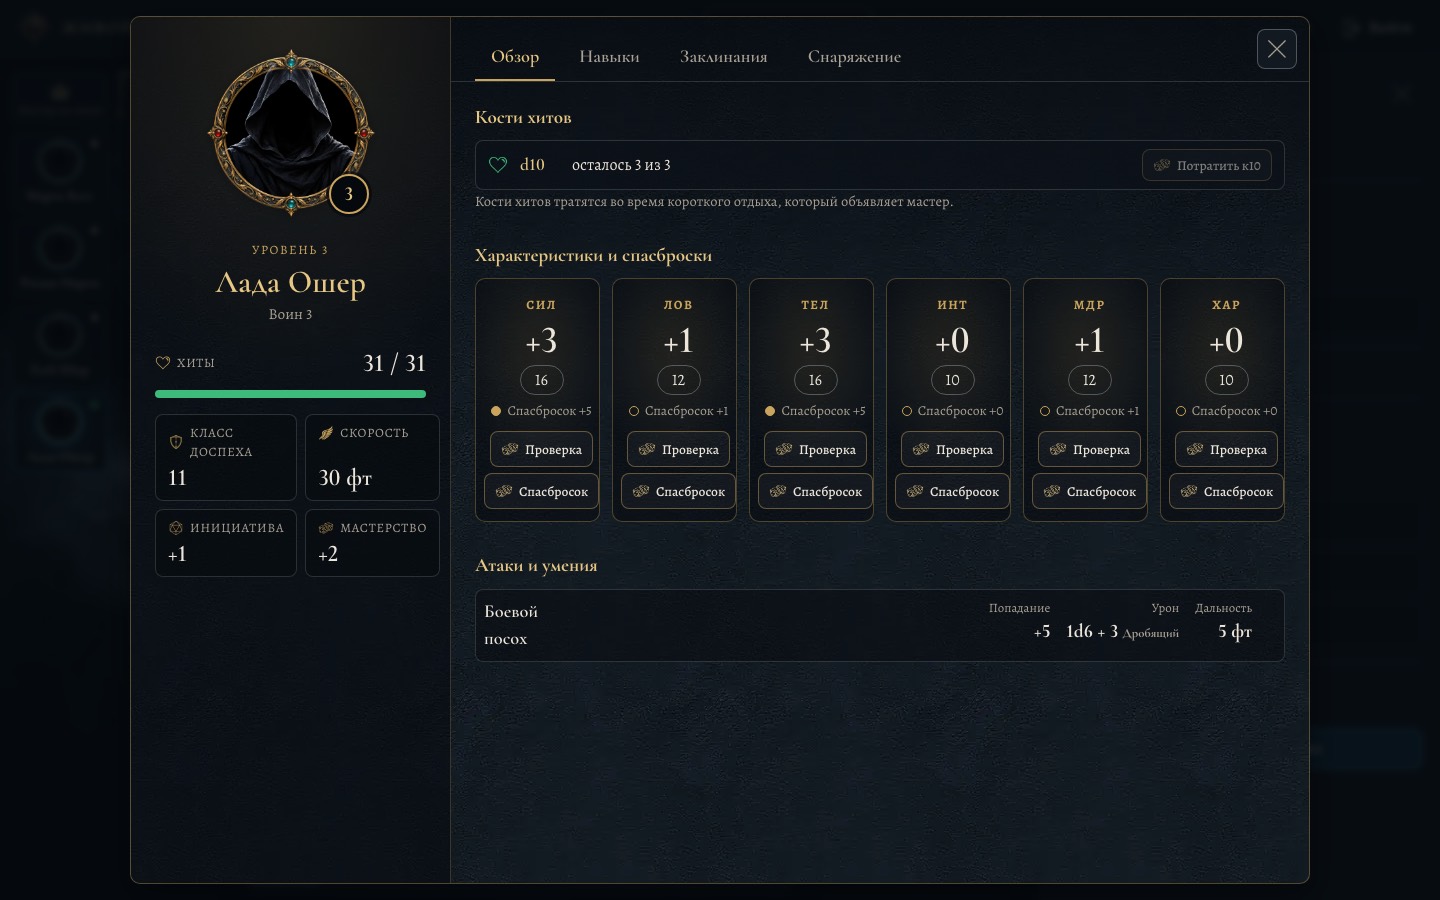 Обзор Навыки Заклинания Снаряжение
3
УРОВЕНЬ 3
Лада Ошер
Воин 3
ХИТЫ 31 / 31
КЛАСС ДОСПЕХА
11
СКОРОСТЬ
30 фт
ИНИЦИАТИВА
+1
МАСТЕРСТВО
+2
Кости хитов
d10 осталось 3 из 3 Потратить к10
Кости хитов тратятся во время короткого отдыха, который объявляет мастер.
Характеристики и спасброски
СИЛ ЛОВ ТЕЛ ИНТ МДР ХАР
+3 +1 +3 +0 +1 +0
16 12 16 10 12 10
Спасбросок +5 Спасбросок +1 Спасбросок +5 Спасбросок +0 Спасбросок +1 Спасбросок +0
Проверка Проверка Проверка Проверка Проверка Проверка
Спасбросок Спасбросок Спасбросок Спасбросок Спасбросок Спасбросок
Атаки и умения
Боевой
посох
Попадание Урон Дальность
+5 1d6 + 3 Дробящий 5 фт